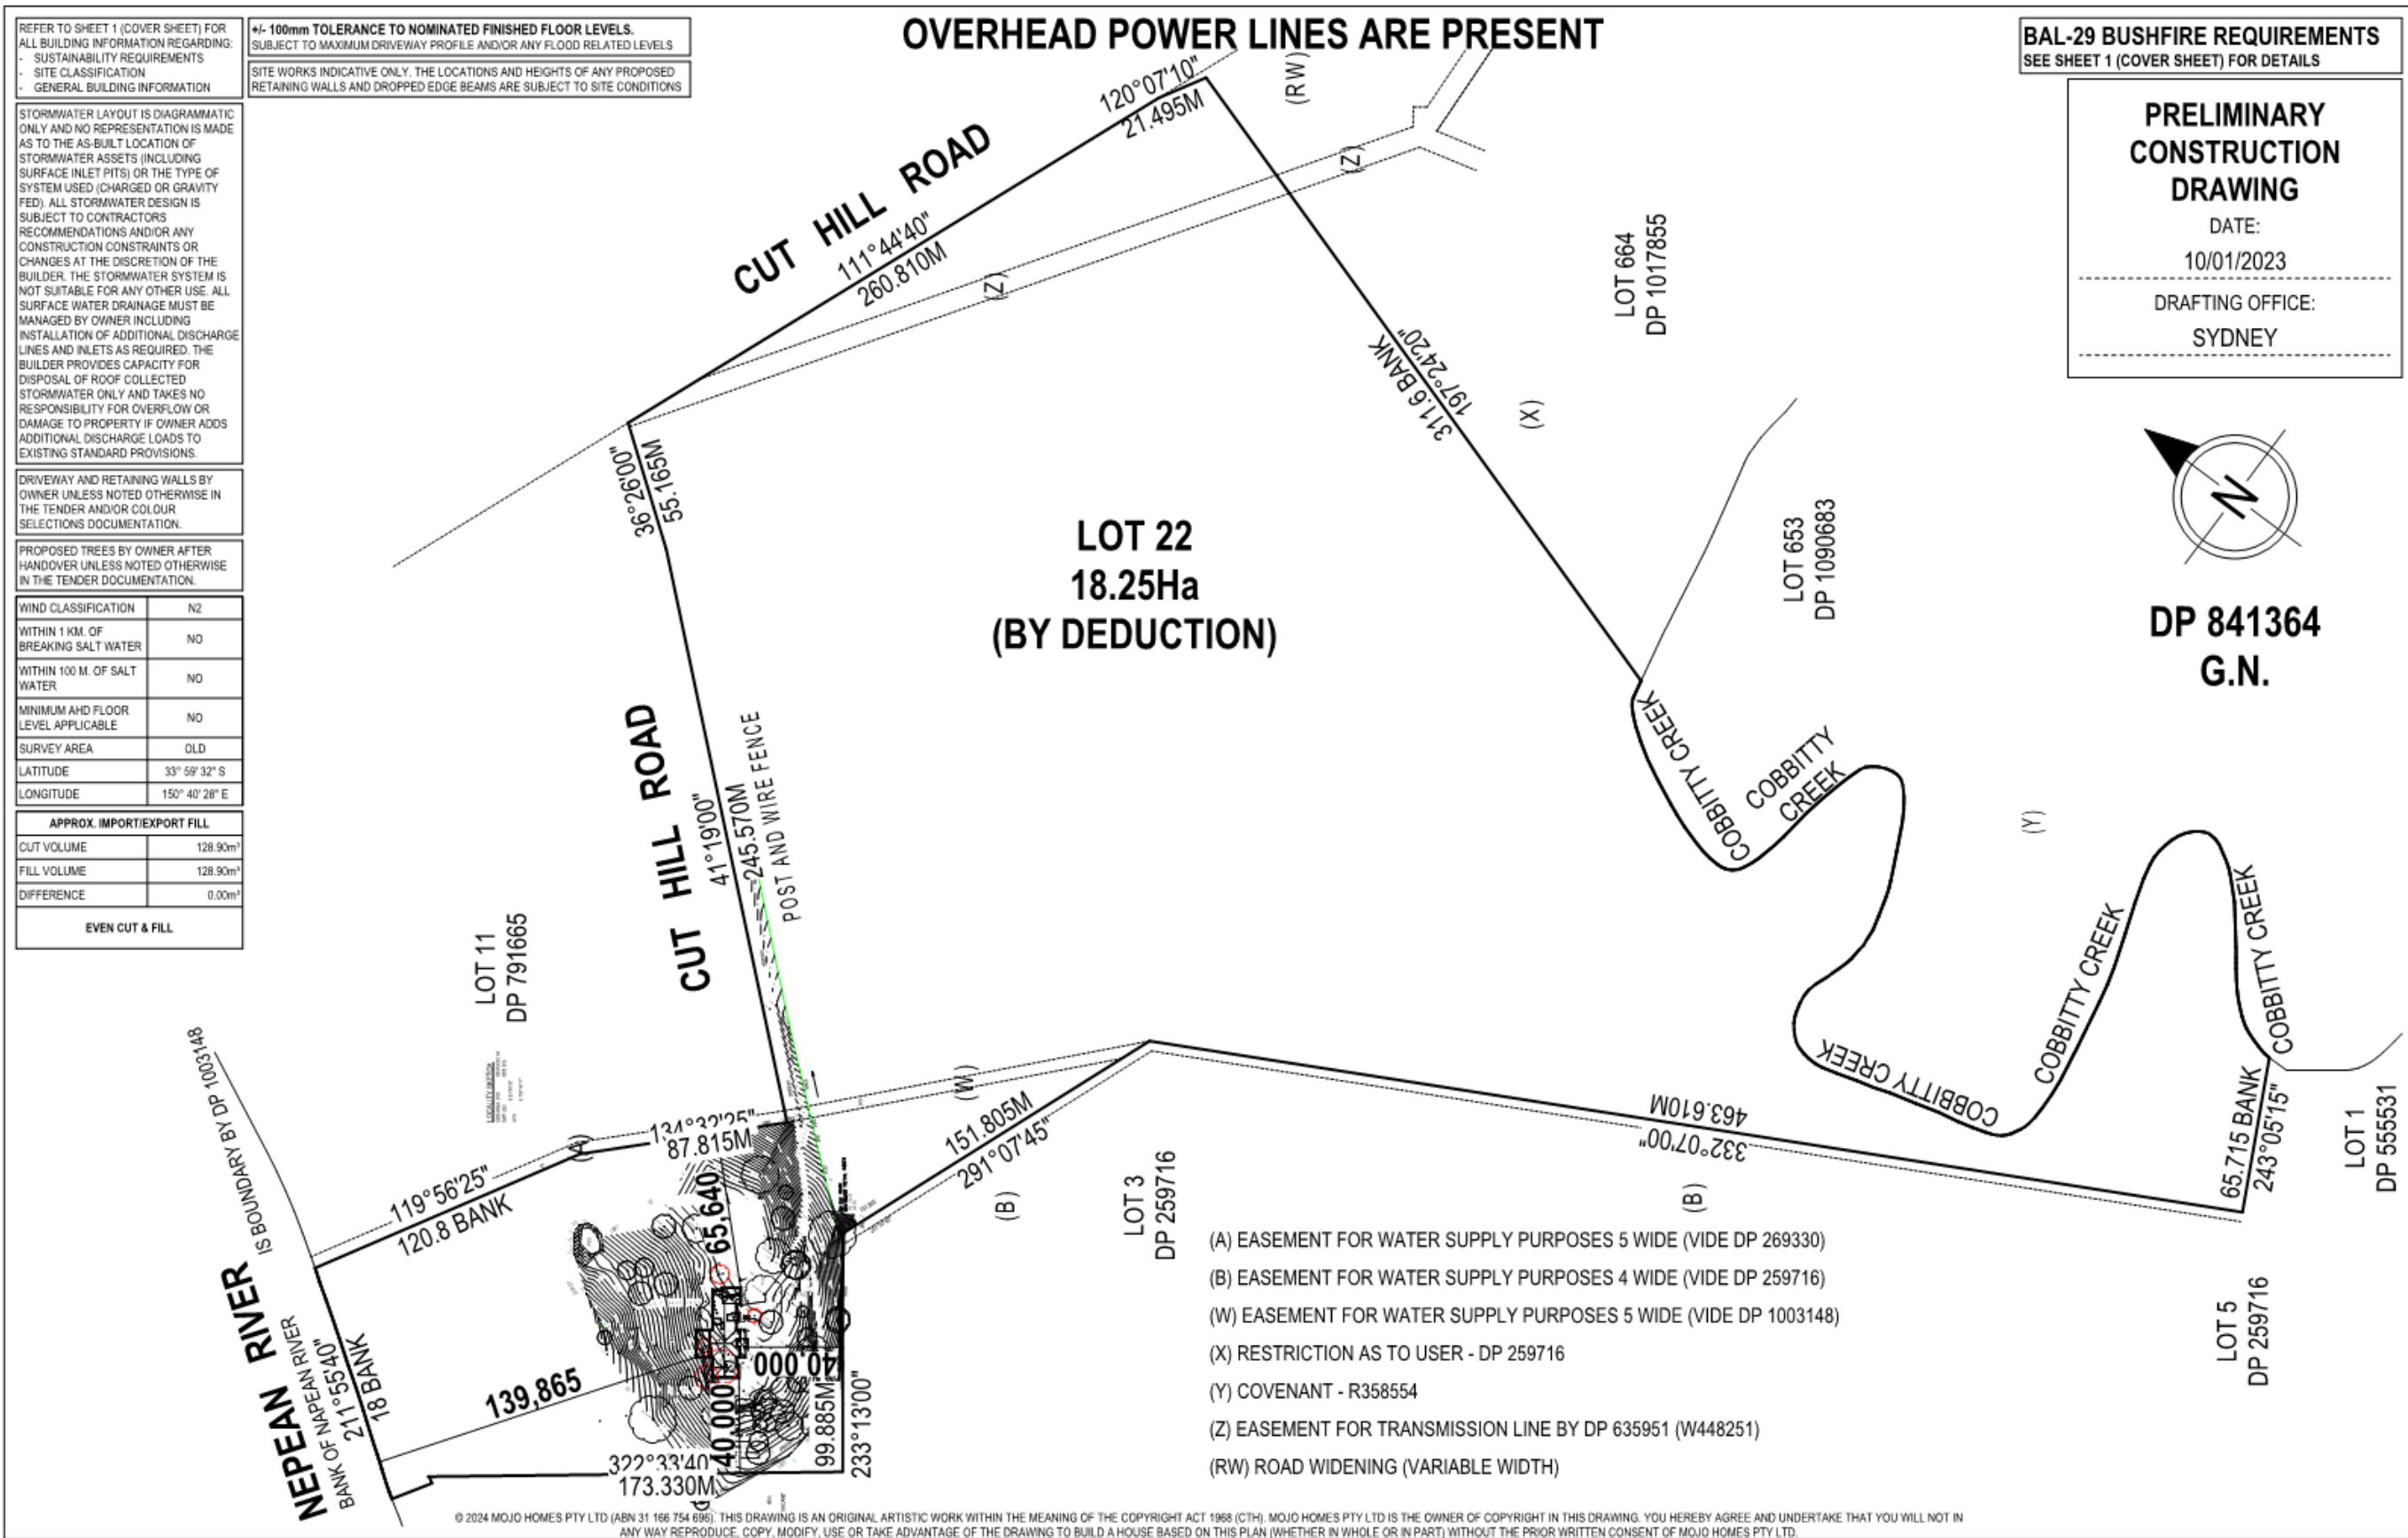 REFER TO SHEET 1 (COVER SHEET) FOR
ALL BUILDING INFORMATION REGARDING:
- SUSTAINABILITY REQUIREMENTS
- SITE CLASSIFICATION
- GENERAL BUILDING INFORMATION
+/- 100mm TOLERANCE TO NOMINATED FINISHED FLOOR LEVELS.
SUBJECT TO MAXIMUM DRIVEWAY PROFILE AND/OR ANY FLOOD RELATED LEVELS
SITE WORKS INDICATIVE ONLY. THE LOCATIONS AND HEIGHTS OF ANY PROPOSED
RETAINING WALLS AND DROPPED EDGE BEAMS ARE SUBJECT TO SITE CONDITIONS
OVERHEAD POWER LINES ARE PRESENT
BAL-29 BUSHFIRE REQUIREMENTS
SEE SHEET 1 (COVER SHEET) FOR DETAILS
PRELIMINARY
CONSTRUCTION
DRAWING
DATE:
10/01/2023
DRAFTING OFFICE:
SYDNEY
STORMWATER LAYOUT IS DIAGRAMMATIC
ONLY AND NO REPRESENTATION IS MADE
AS TO THE AS-BUILT LOCATION OF
STORMWATER ASSETS (INCLUDING
SURFACE INLET PITS) OR THE TYPE OF
SYSTEM USED (CHARGED OR GRAVITY
FED). ALL STORMWATER DESIGN IS
SUBJECT TO CONTRACTORS
RECOMMENDATIONS AND/OR ANY
CONSTRUCTION CONSTRAINTS OR
CHANGES AT THE DISCRETION OF THE
BUILDER. THE STORMWATER SYSTEM IS
NOT SUITABLE FOR ANY OTHER USE. ALL
SURFACE WATER DRAINAGE MUST BE
MANAGED BY OWNER INCLUDING
INSTALLATION OF ADDITIONAL DISCHARGE
LINES AND INLETS AS REQUIRED. THE
BUILDER PROVIDES CAPACITY FOR
DISPOSAL OF ROOF COLLECTED
STORMWATER ONLY AND TAKES NO
RESPONSIBILITY FOR OVERFLOW OR
DAMAGE TO PROPERTY IF OWNER ADDS
ADDITIONAL DISCHARGE LOADS TO
EXISTING STANDARD PROVISIONS.
DRIVEWAY AND RETAINING WALLS BY
OWNER UNLESS NOTED OTHERWISE IN
THE TENDER AND/OR COLOUR
SELECTIONS DOCUMENTATION.
PROPOSED TREES BY OWNER AFTER
HANDOVER UNLESS NOTED OTHERWISE
IN THE TENDER DOCUMENTATION.
WIND CLASSIFICATION N2
WITHIN 1 KM. OF
BREAKING SALT WATER NO
WITHIN 100 M. OF SALT
WATER NO
MINIMUM AHD FLOOR
LEVEL APPLICABLE NO
SURVEY AREA OLD
LATITUDE 33° 59' 32" S
LONGITUDE 150° 40' 28" E
APPROX. IMPORT/EXPORT FILL
CUT VOLUME 128.90m³
FILL VOLUME 128.90m³
DIFFERENCE 0.00m³
EVEN CUT & FILL
CUT HILL ROAD
120°07'10"
21.495M
(RW)
(Z)
111°44'40"
260.810M
(Z)
36°26'00"
55.165M
LOT 22
18.25Ha
(BY DEDUCTION)
311.6 BANK
197°24'20"
(X)
LOT 664
DP 1017855
LOT 653
DP 1090683
N
DP 841364
G.N.
CUT HILL ROAD
41°19'00"
245.570M
POST AND WIRE FENCE
COBBITTY CREEK
COBBITTY
CREEK
(Y)
COBBITTY CREEK
COBBITTY CREEK
COBBITTY CREEK
COBBITTY
LOT 11
DP 791665
LOCALITY SKETCH
IS BOUNDARY BY DP 1003148
(A)
134°32'25"
87.815M
(W)
119°56'25"
120.8 BANK
65,640
151.805M
291°07'45"
(B)
463.610M
332°07'00"
(B)
65.715 BANK
243°05'15"
LOT 1
DP 555531
LOT 3
DP 259716
LOT 5
DP 259716
NEPEAN RIVER
BANK OF NAPEAN RIVER
211°55'40"
18 BANK
139,865
40,000
40,000
99.885M
233°13'00"
322°33'40"
173.330M
(A) EASEMENT FOR WATER SUPPLY PURPOSES 5 WIDE (VIDE DP 269330)
(B) EASEMENT FOR WATER SUPPLY PURPOSES 4 WIDE (VIDE DP 259716)
(W) EASEMENT FOR WATER SUPPLY PURPOSES 5 WIDE (VIDE DP 1003148)
(X) RESTRICTION AS TO USER - DP 259716
(Y) COVENANT - R358554
(Z) EASEMENT FOR TRANSMISSION LINE BY DP 635951 (W448251)
(RW) ROAD WIDENING (VARIABLE WIDTH)
© 2024 MOJO HOMES PTY LTD (ABN 31 166 754 696). THIS DRAWING IS AN ORIGINAL ARTISTIC WORK WITHIN THE MEANING OF THE COPYRIGHT ACT 1968 (CTH). MOJO HOMES PTY LTD IS THE OWNER OF COPYRIGHT IN THIS DRAWING. YOU HEREBY AGREE AND UNDERTAKE THAT YOU WILL NOT IN
ANY WAY REPRODUCE, COPY, MODIFY, USE OR TAKE ADVANTAGE OF THE DRAWING TO BUILD A HOUSE BASED ON THIS PLAN (WHETHER IN WHOLE OR IN PART) WITHOUT THE PRIOR WRITTEN CONSENT OF MOJO HOMES PTY LTD.